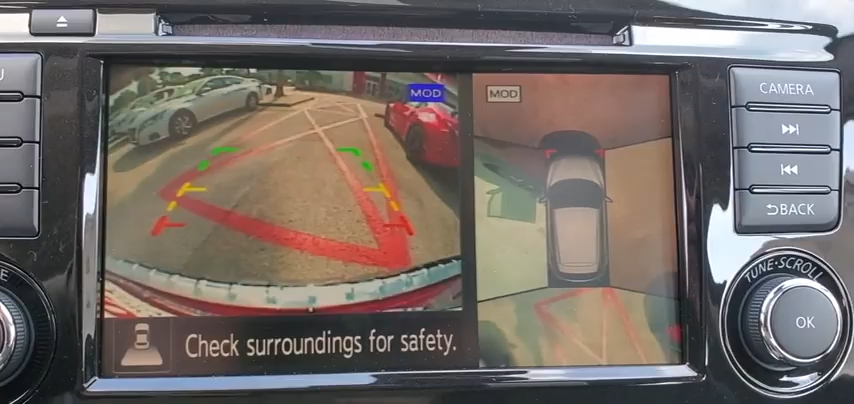 MOD
MOD
CAMERA
BACK
TUNE·SCROLL
OK
Check surroundings for safety.